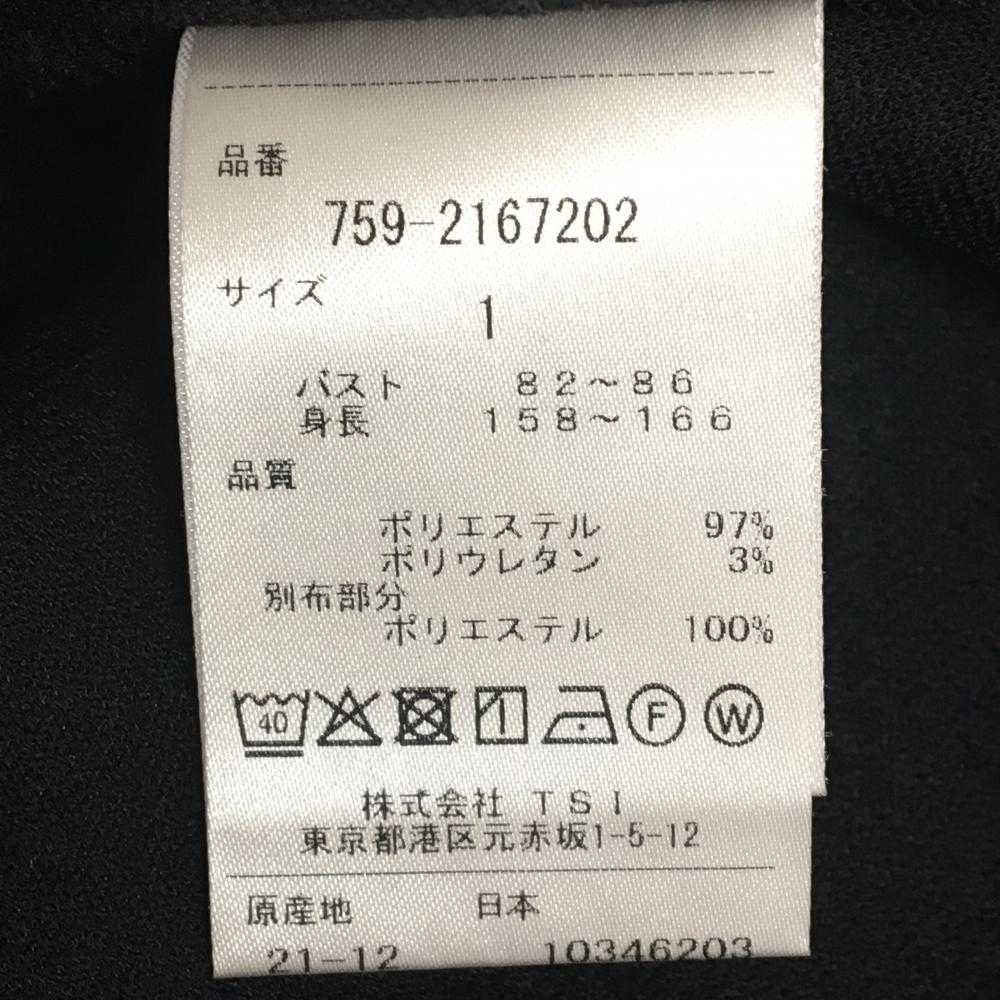 品番
759-2167202
サイズ
1
バスト 82～86
身長 158～166
品質
ポリエステル 97%
ポリウレタン 3%
別布部分
ポリエステル 100%
40 F W
株式会社 TSI
東京都港区元赤坂1-5-12
原産地 日本
21-12 10346203